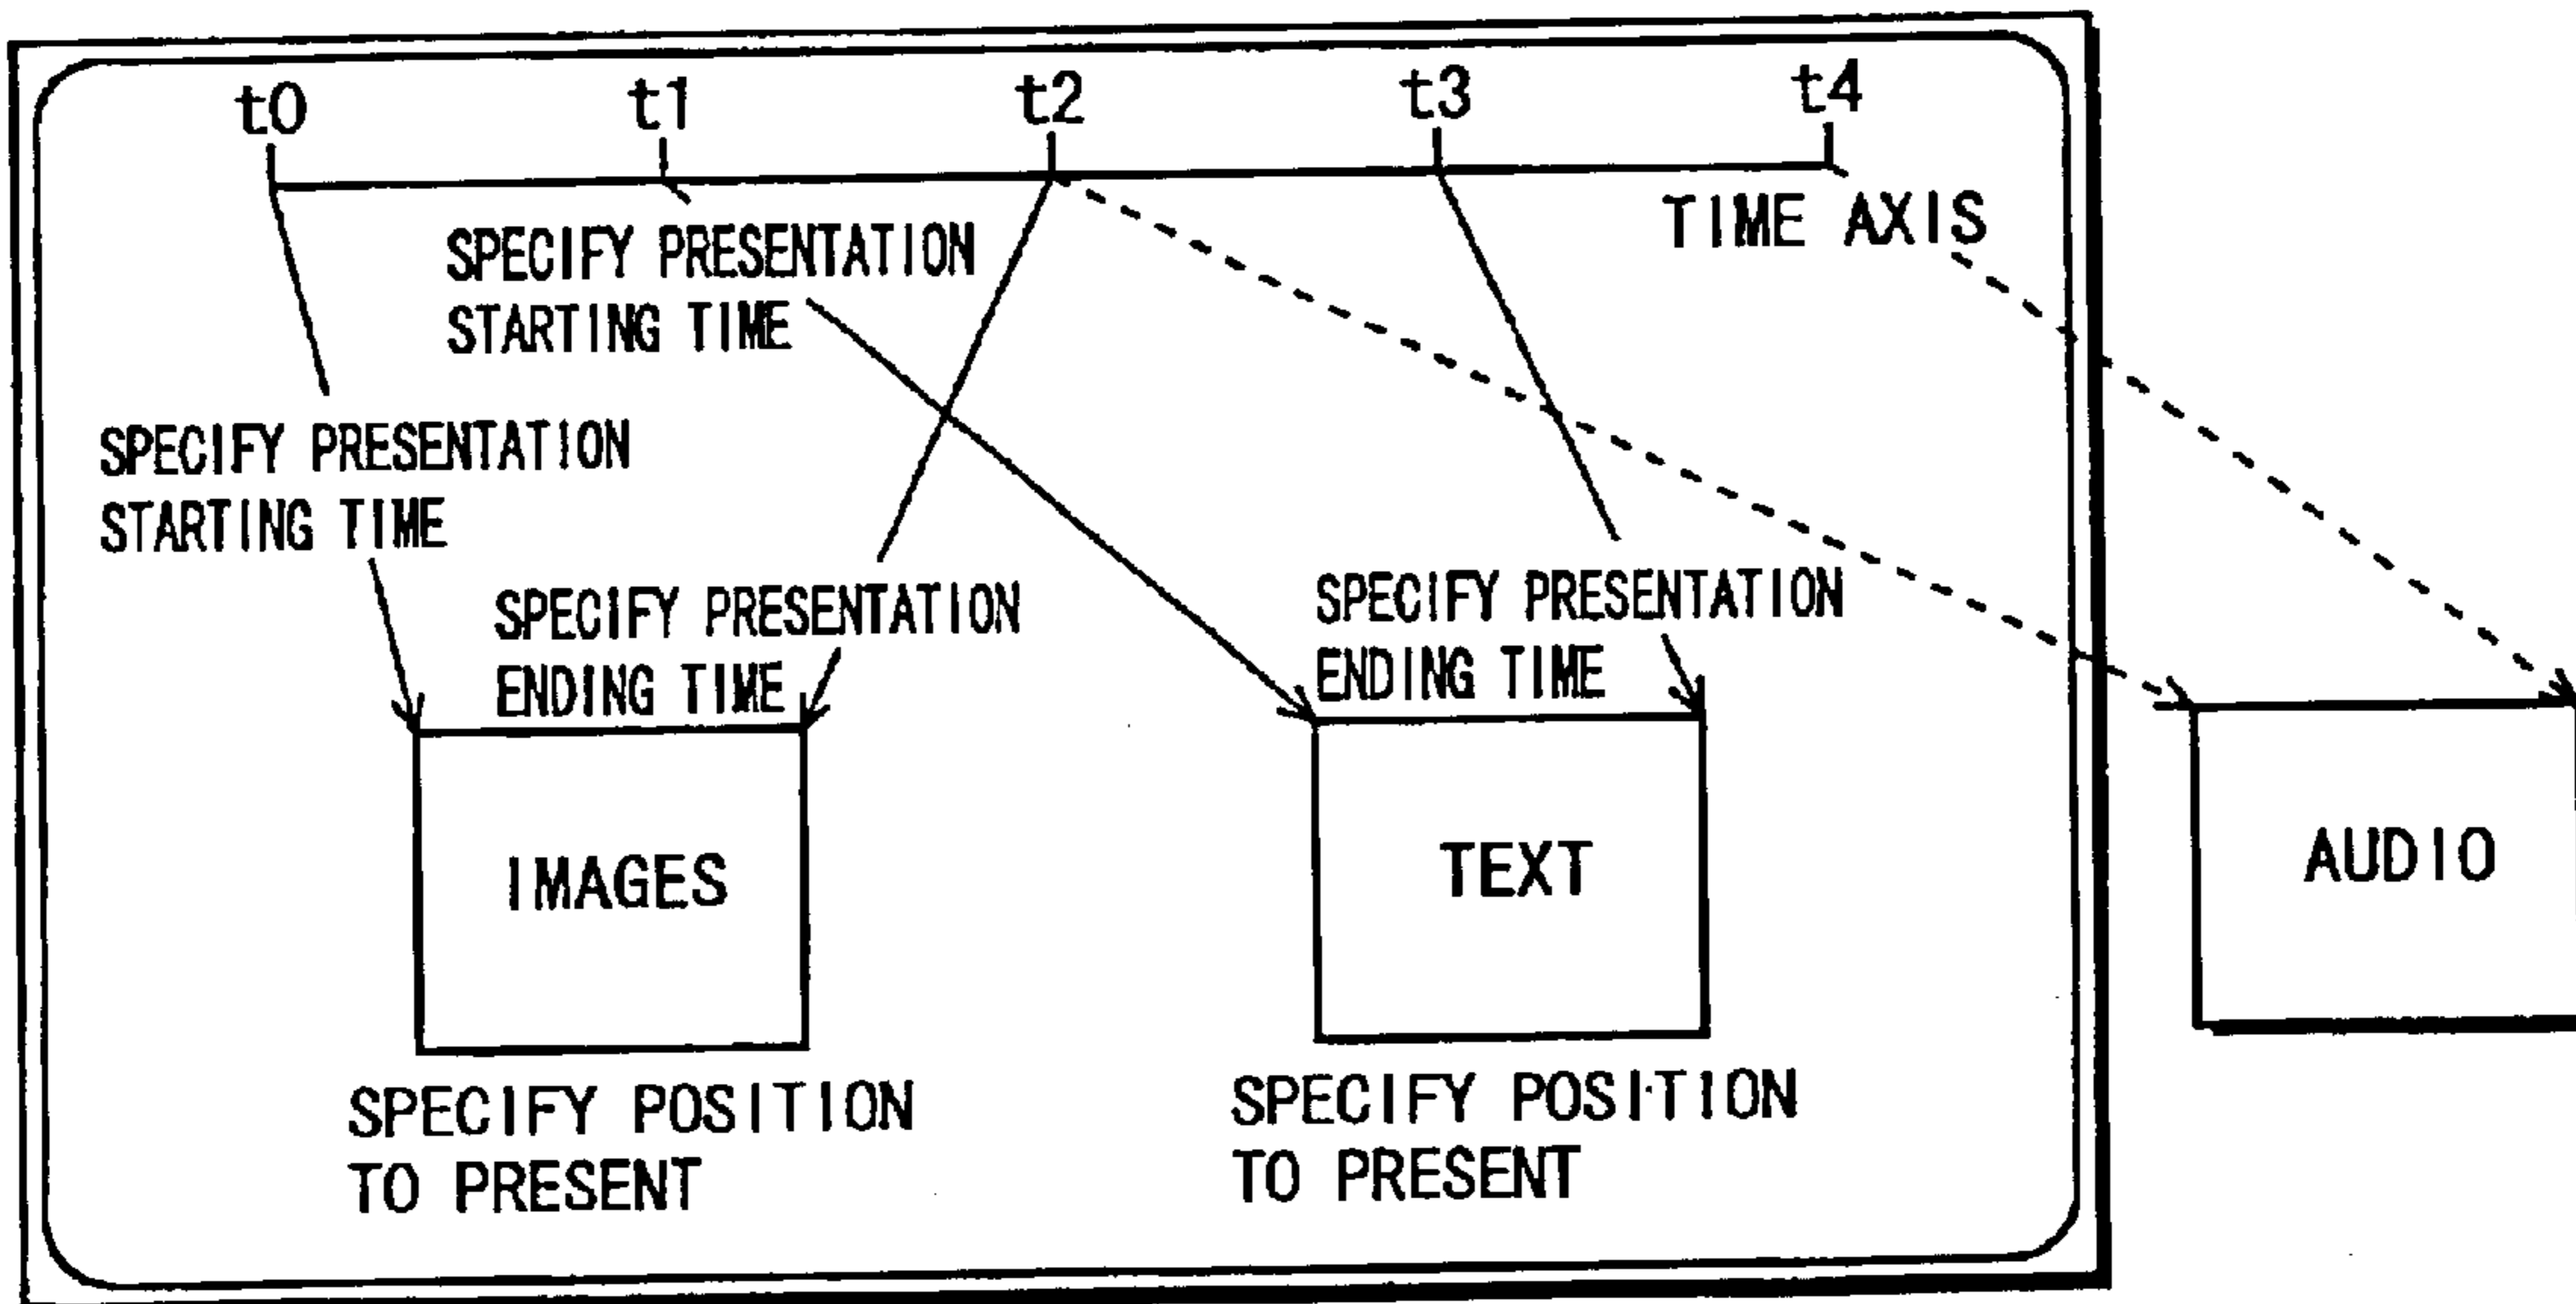 t0 t1 t2 t3 t4
TIME AXIS
SPECIFY PRESENTATION
STARTING TIME
SPECIFY PRESENTATION
STARTING TIME
SPECIFY PRESENTATION
ENDING TIME
SPECIFY PRESENTATION
ENDING TIME
IMAGES
TEXT
AUDIO
SPECIFY POSITION
TO PRESENT
SPECIFY POSITION
TO PRESENT